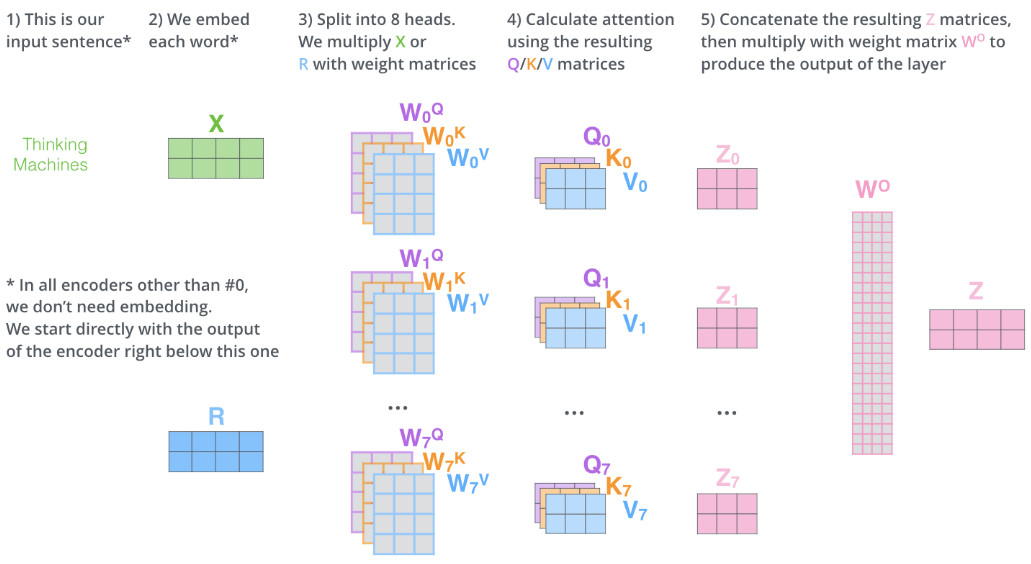 1) This is our
input sentence*
2) We embed
each word*
3) Split into 8 heads.
We multiply X or
R with weight matrices
4) Calculate attention
using the resulting
Q/K/V matrices
5) Concatenate the resulting Z matrices,
then multiply with weight matrix Wᴼ to
produce the output of the layer
Thinking
Machines
X
W₀Q
W₀K
W₀V
Q₀
K₀
V₀
Z₀
Wᴼ
* In all encoders other than #0,
we don’t need embedding.
We start directly with the output
of the encoder right below this one
W₁Q
W₁K
W₁V
Q₁
K₁
V₁
Z₁
Z
...
...
...
R
W₇Q
W₇K
W₇V
Q₇
K₇
V₇
Z₇